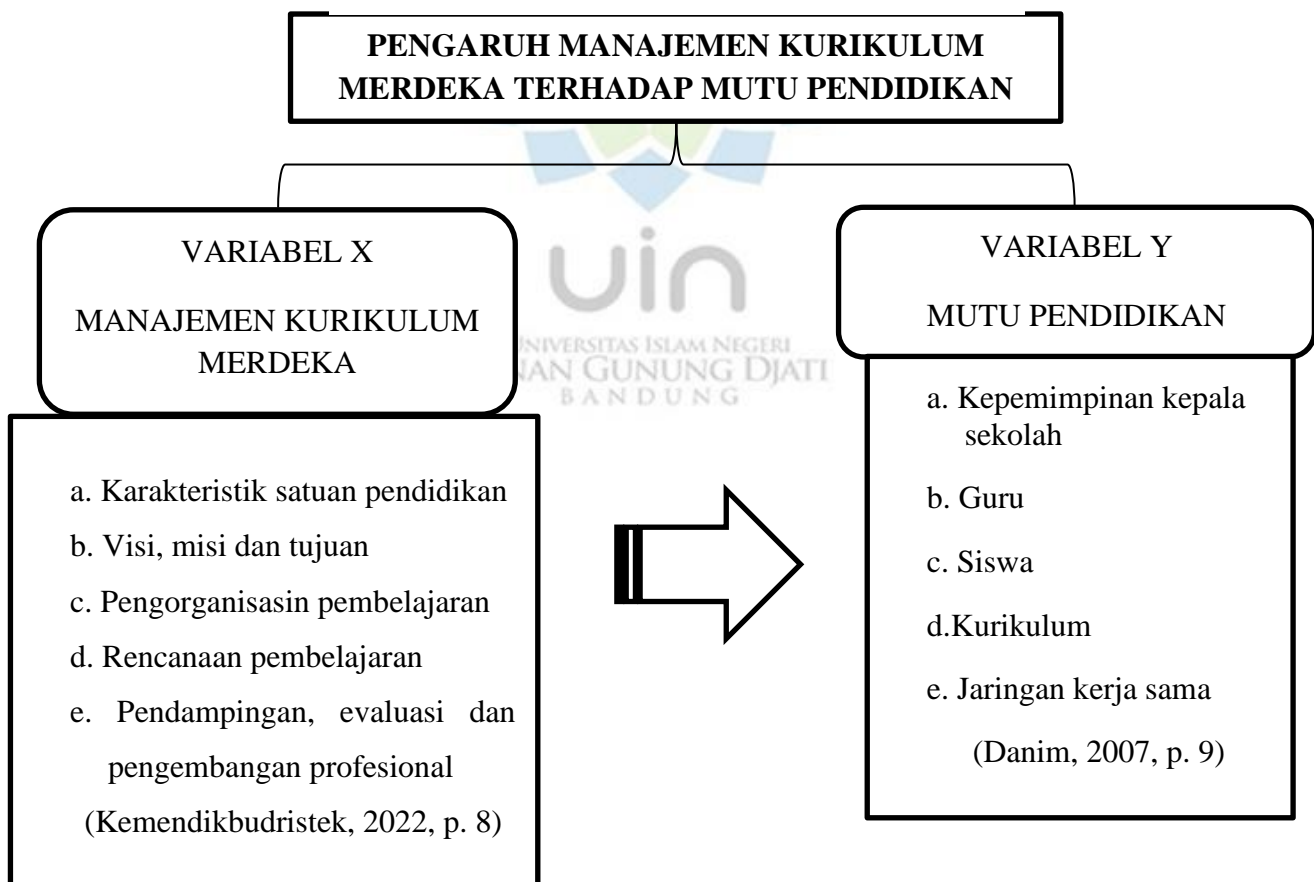 PENGARUH MANAJEMEN KURIKULUM
MERDEKA TERHADAP MUTU PENDIDIKAN
VARIABEL X
MANAJEMEN KURIKULUM
MERDEKA
a. Karakteristik satuan pendidikan
b. Visi, misi dan tujuan
c. Pengorganisasin pembelajaran
d. Rencanaan pembelajaran
e. Pendampingan, evaluasi dan
pengembangan profesional
(Kemendikbudristek, 2022, p. 8)
uin
UNIVERSITAS ISLAM NEGERI
NAN GUNUNG DJATI
BANDUNG
VARIABEL Y
MUTU PENDIDIKAN
a. Kepemimpinan kepala
sekolah
b. Guru
c. Siswa
d.Kurikulum
e. Jaringan kerja sama
(Danim, 2007, p. 9)